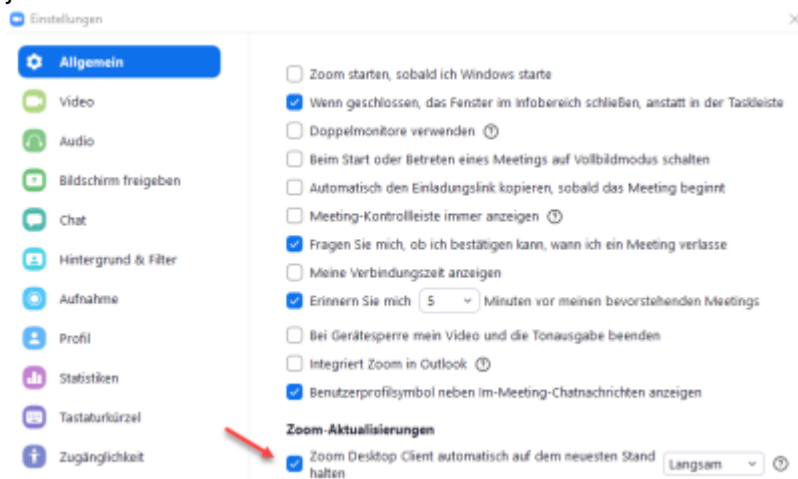 Einstellungen
Allgemein
Video
Audio
Bildschirm freigeben
Chat
Hintergrund & Filter
Aufnahme
Profil
Statistiken
Tastaturkürzel
Zugänglichkeit
Zoom starten, sobald ich Windows starte
Wenn geschlossen, das Fenster im Infobereich schließen, anstatt in der Taskleiste
Doppelmonitore verwenden
Beim Start oder Betreten eines Meetings auf Vollbildmodus schalten
Automatisch den Einladungslink kopieren, sobald das Meeting beginnt
Meeting-Kontrollleiste immer anzeigen
Fragen Sie mich, ob ich bestätigen kann, wann ich ein Meeting verlasse
Meine Verbindungszeit anzeigen
Erinnern Sie mich 5 Minuten vor meinen bevorstehenden Meetings
Bei Gerätesperre mein Video und die Tonausgabe beenden
Integriert Zoom in Outlook
Benutzerprofilsymbol neben Im-Meeting-Chatnachrichten anzeigen
Zoom-Aktualisierungen
Zoom Desktop Client automatisch auf dem neuesten Stand
halten
Langsam